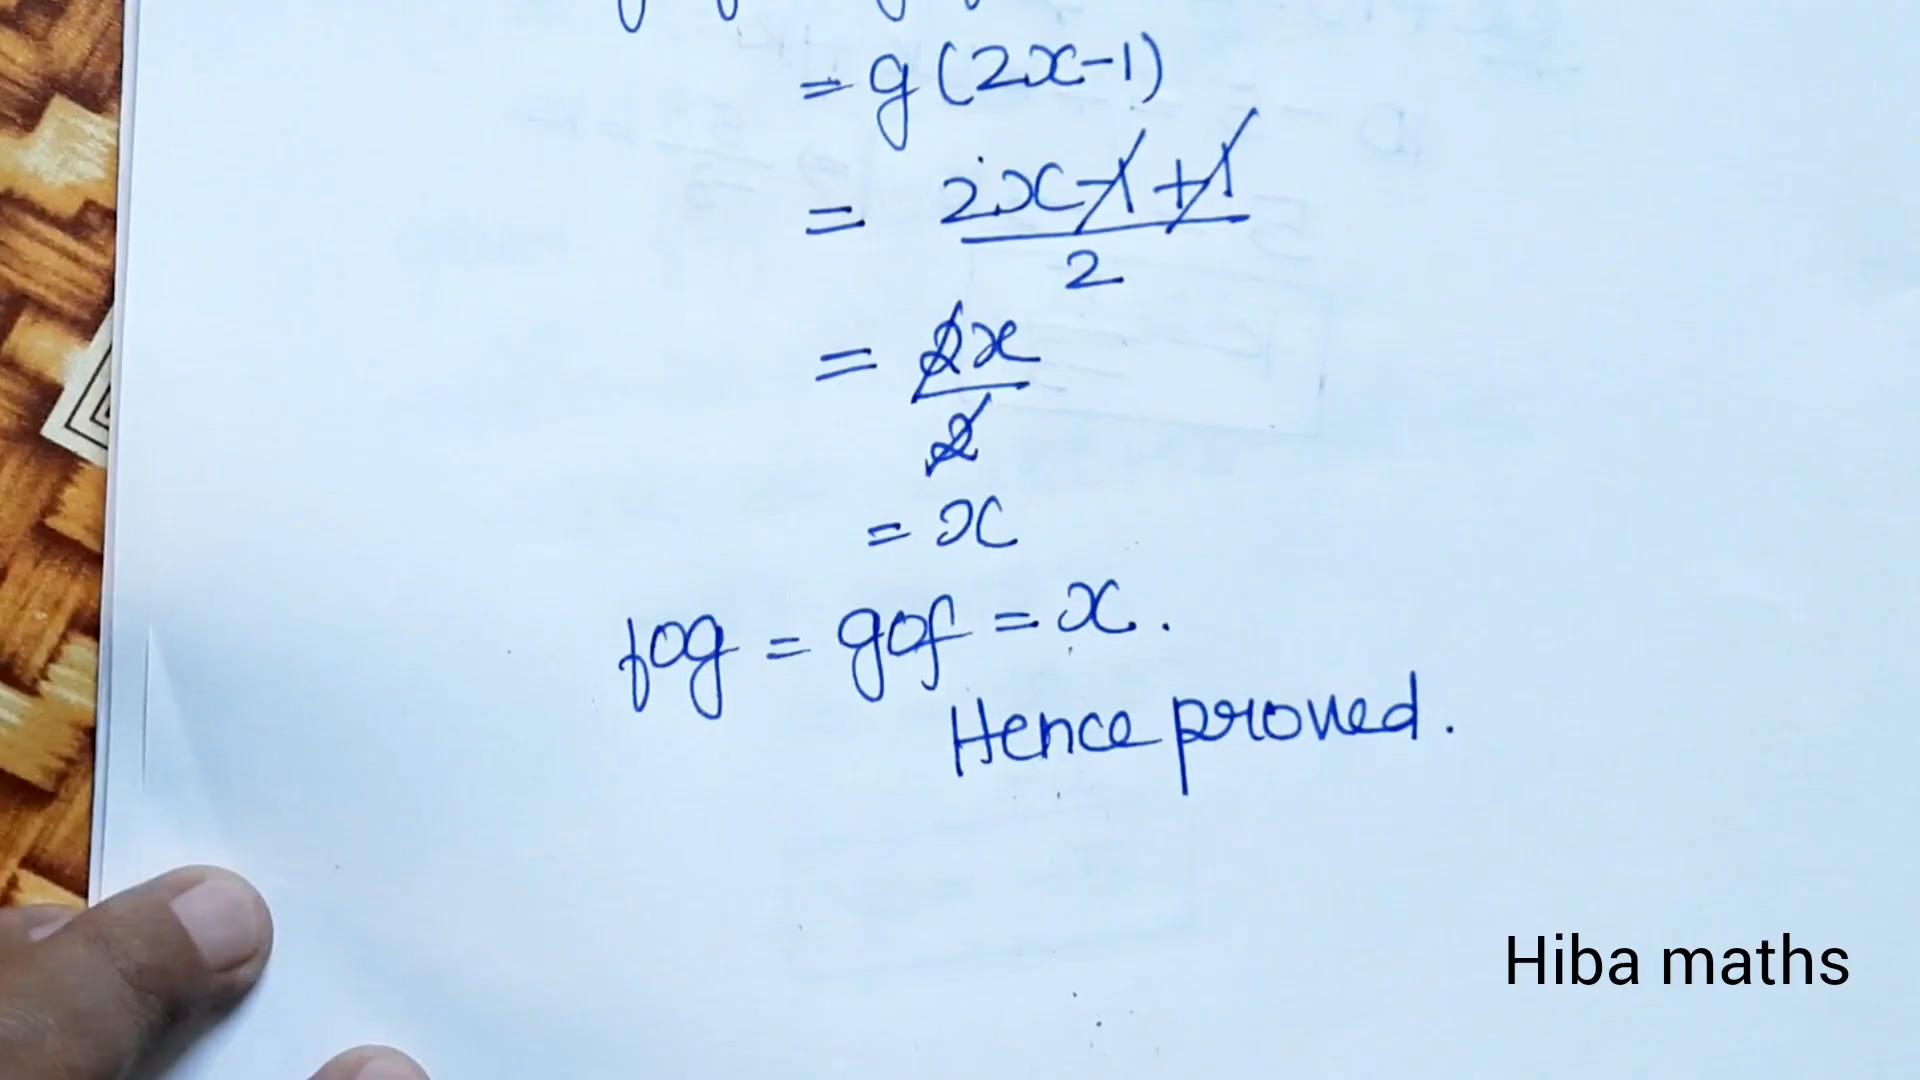 = g(2x-1)
= 2x-1+1
2
= 2x
2
= x
fog = gof = x.
Hence proved.
Hiba maths